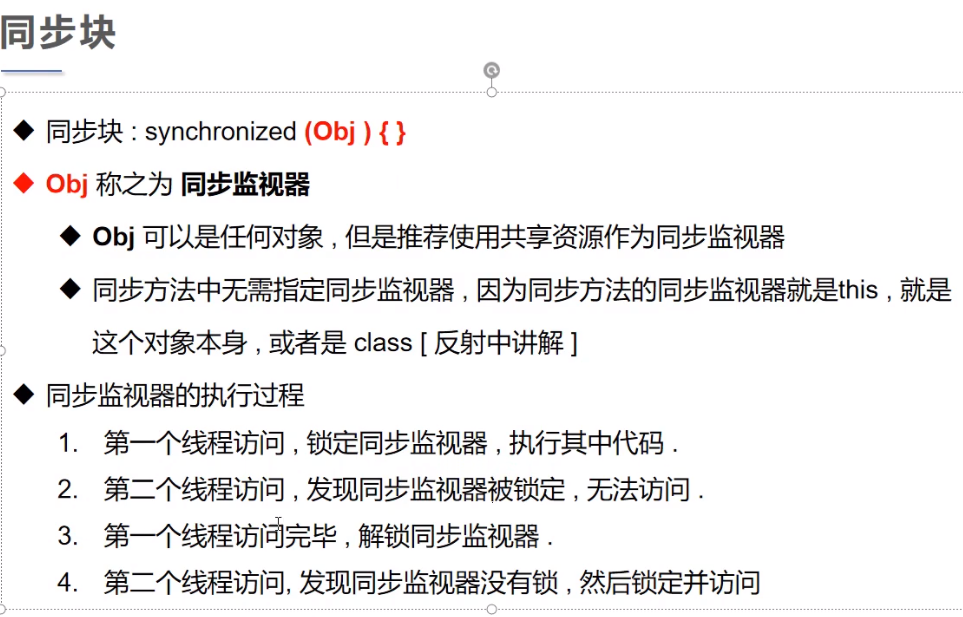 同步块
同步块 : synchronized (Obj ) { }
Obj 称之为 同步监视器
Obj 可以是任何对象 , 但是推荐使用共享资源作为同步监视器
同步方法中无需指定同步监视器 , 因为同步方法的同步监视器就是this , 就是
这个对象本身 , 或者是 class [ 反射中讲解 ]
同步监视器的执行过程
1. 第一个线程访问 , 锁定同步监视器 , 执行其中代码 .
2. 第二个线程访问 , 发现同步监视器被锁定 , 无法访问 .
3. 第一个线程访问完毕 , 解锁同步监视器 .
4. 第二个线程访问, 发现同步监视器没有锁 , 然后锁定并访问